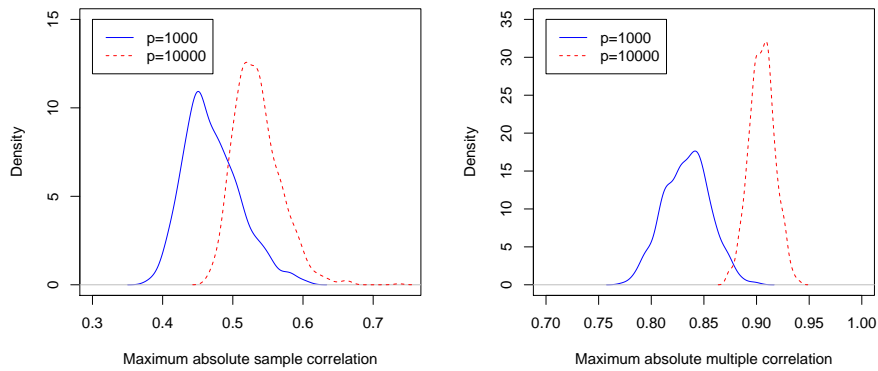 p=1000
p=10000
Density
0 5 10 15
0.3 0.4 0.5 0.6 0.7
Maximum absolute sample correlation
p=1000
p=10000
Density
0 5 10 15 20 25 30 35
0.70 0.75 0.80 0.85 0.90 0.95 1.00
Maximum absolute multiple correlation